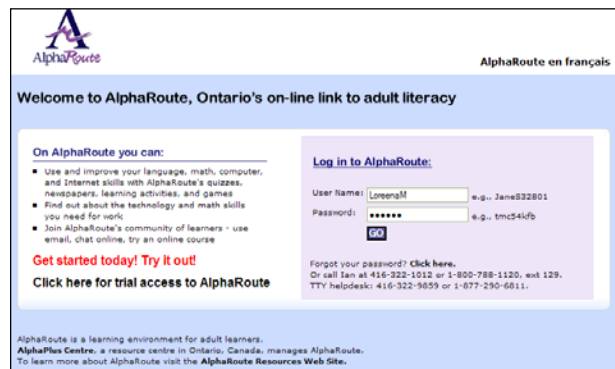 AlphaRoute
AlphaRoute en français
Welcome to AlphaRoute, Ontario's on-line link to adult literacy
On AlphaRoute you can:
▪ Use and improve your language, math, computer,
and Internet skills with AlphaRoute's quizzes,
newspapers, learning activities, and games
▪ Find out about the technology and math skills
you need for work
▪ Join AlphaRoute's community of learners - use
email, chat online, try an online course
Get started today! Try it out!
Click here for trial access to AlphaRoute
Log in to AlphaRoute:
User Name: LoreenaM e.g., JaneS32801
Password: •••••• e.g., tmc54kfb
GO
Forgot your password? Click here.
Or call Ian at 416-322-1012 or 1-800-788-1120, ext 129.
TTY helpdesk: 416-322-9859 or 1-877-290-6811.
AlphaRoute is a learning environment for adult learners.
AlphaPlus Centre, a resource centre in Ontario, Canada, manages AlphaRoute.
To learn more about AlphaRoute visit the AlphaRoute Resources Web Site.